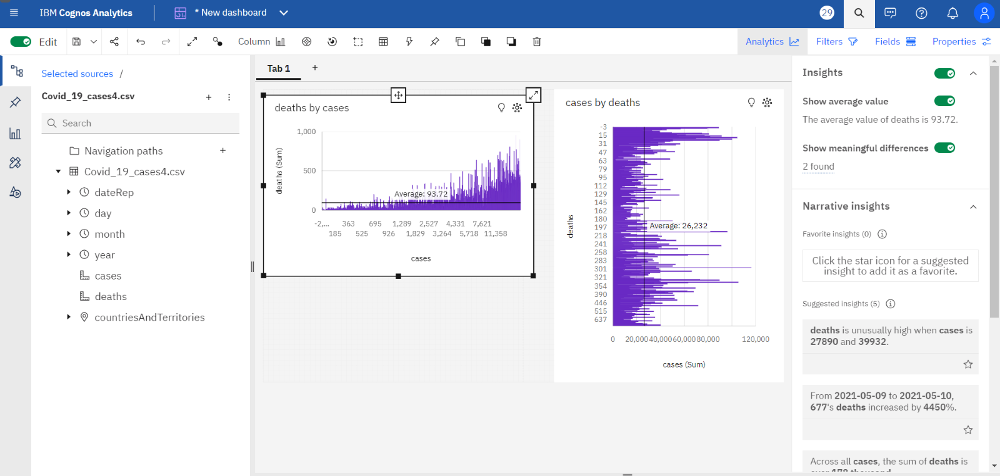 IBM Cognos Analytics
* New dashboard
29
Edit
Column
Analytics
Filters
Fields
Properties
Selected sources /
Covid_19_cases4.csv
Search
Navigation paths
Covid_19_cases4.csv
dateRep
day
month
year
cases
deaths
countriesAndTerritories
Tab 1
deaths by cases
deaths (Sum)
1,000
500
0
Average: 93.72
-2,... 363 695 1,289 2,527 4,331 7,621
185 525 926 1,829 3,264 5,718 11,358
cases
cases by deaths
deaths
-3
15
31
47
63
79
95
112
129
145
162
180
197
218
241
258
283
301
321
354
390
446
515
637
Average: 26,232
0 20,000 40,000 60,000 80,000 120,000
cases (Sum)
Insights
Show average value
The average value of deaths is 93.72.
Show meaningful differences
2 found
Narrative insights
Favorite insights (0)
Click the star icon for a suggested
insight to add it as a favorite.
Suggested insights (5)
deaths is unusually high when cases is
27890 and 39932.
From 2021-05-09 to 2021-05-10,
677's deaths increased by 4450%.
Across all cases, the sum of deaths is
over 178 thousand